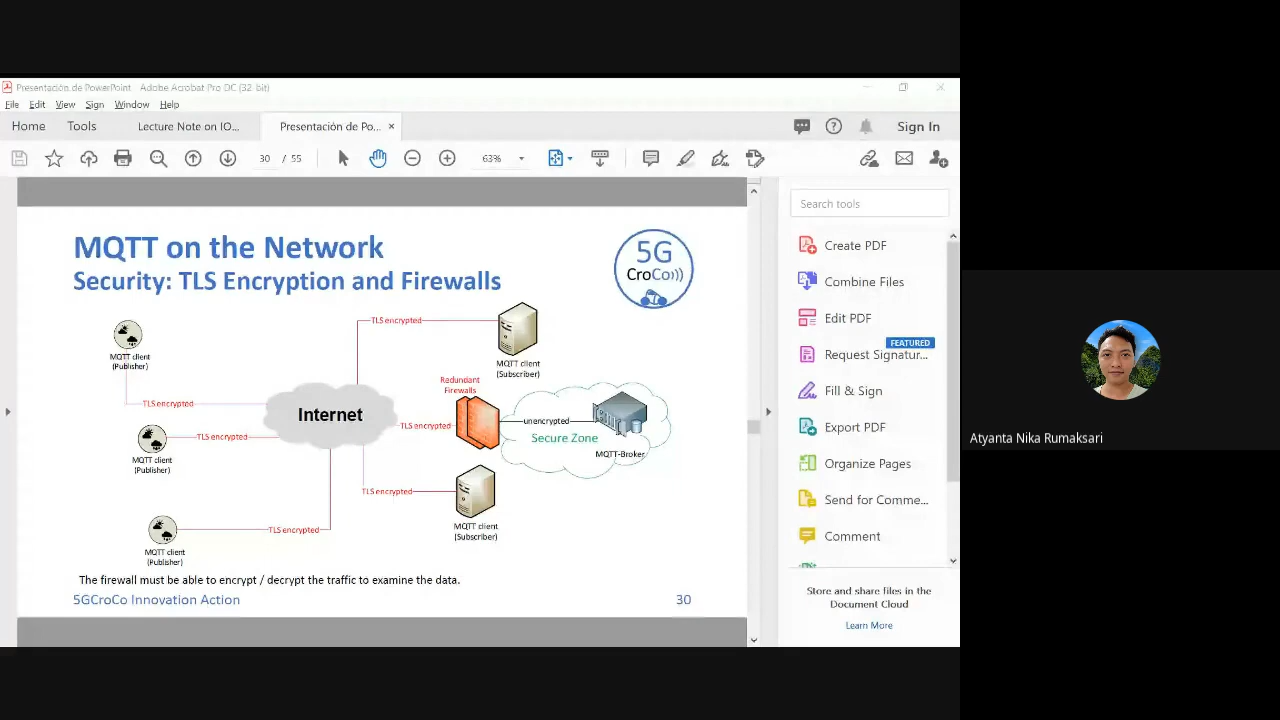 Presentación de PowerPoint - Adobe Acrobat Pro DC (32-bit)
File Edit View Sign Window Help
Home Tools Lecture Note on IO... Presentación de Po... × Sign In
30 / 55 63%
Search tools
MQTT on the Network
Security: TLS Encryption and Firewalls
5G
CroCo
Create PDF
Combine Files
Edit PDF
FEATURED
Request Signatur...
Fill & Sign
Export PDF
Organize Pages
Send for Comme...
Comment
TLS encrypted
MQTT client
(Publisher)
MQTT client
(Subscriber)
Redundant
Firewalls
TLS encrypted
Internet
TLS encrypted
unencrypted
TLS encrypted
Secure Zone
MQTT-Broker
MQTT client
(Publisher)
TLS encrypted
MQTT client
(Subscriber)
TLS encrypted
MQTT client
(Publisher)
The firewall must be able to encrypt / decrypt the traffic to examine the data.
5GCroCo Innovation Action 30
Store and share files in the
Document Cloud
Learn More
Atyanta Nika Rumaksari